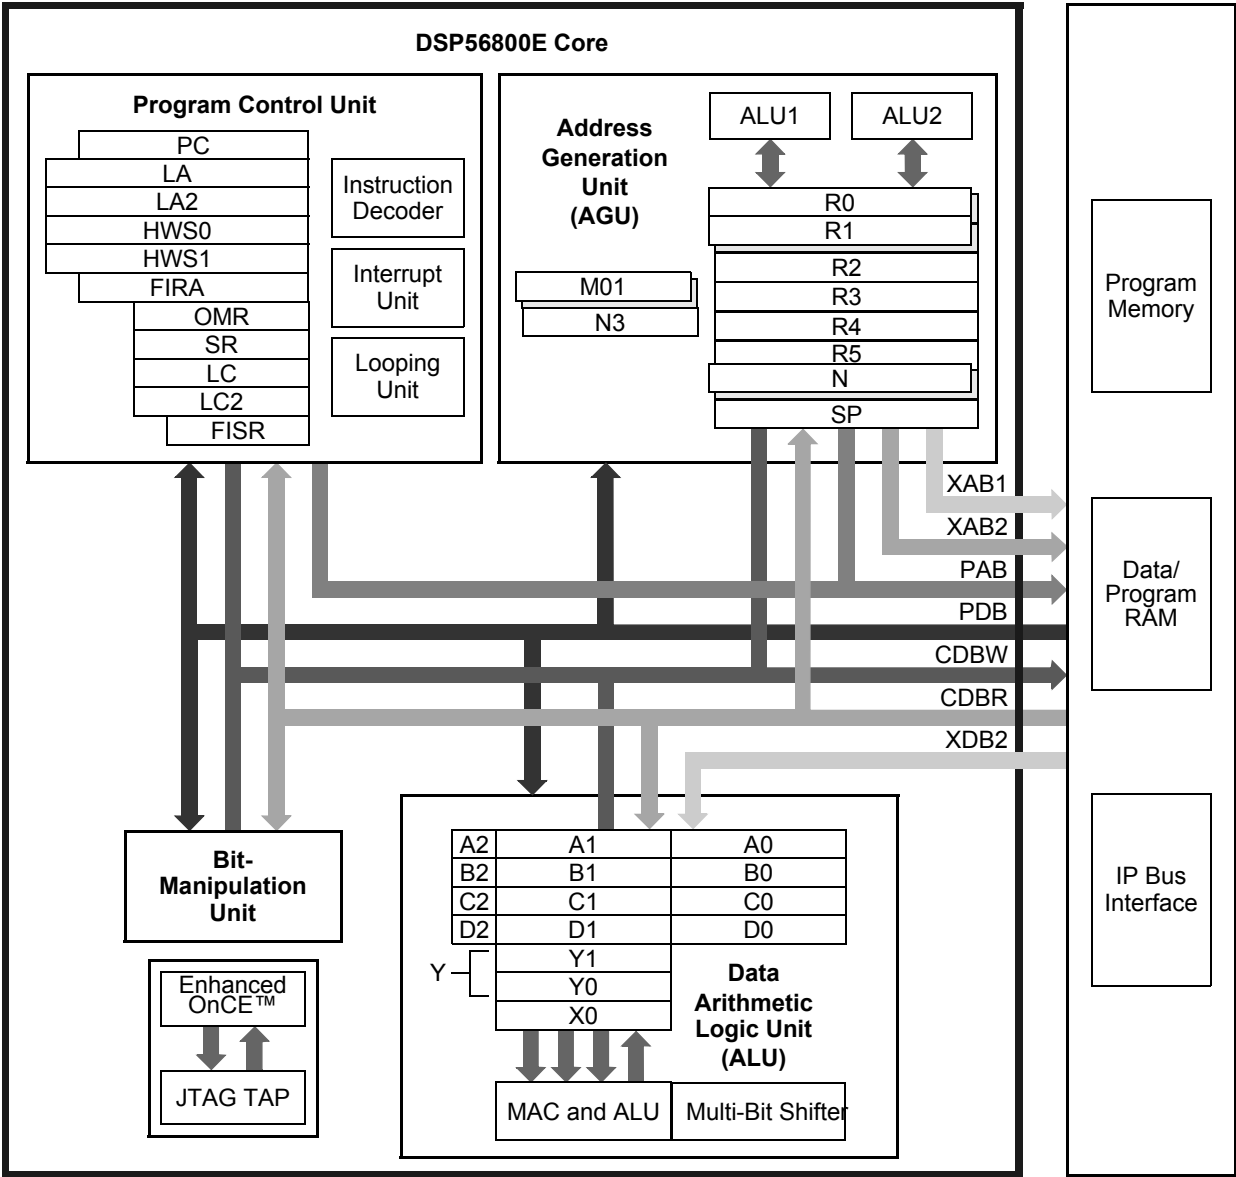 DSP56800E Core
Program Control Unit
PC
LA
LA2
HWS0
HWS1
FIRA
OMR
SR
LC
LC2
FISR
Instruction
Decoder
Interrupt
Unit
Looping
Unit
Address
Generation
Unit
(AGU)
ALU1
ALU2
R0
R1
R2
R3
R4
R5
N
SP
M01
N3
XAB1
XAB2
PAB
PDB
CDBW
CDBR
XDB2
Program
Memory
Data/
Program
RAM
IP Bus
Interface
Bit-
Manipulation
Unit
Enhanced
OnCE™
JTAG TAP
A2 A1 A0
B2 B1 B0
C2 C1 C0
D2 D1 D0
Y
Y1
Y0
X0
Data
Arithmetic
Logic Unit
(ALU)
MAC and ALU
Multi-Bit Shifter